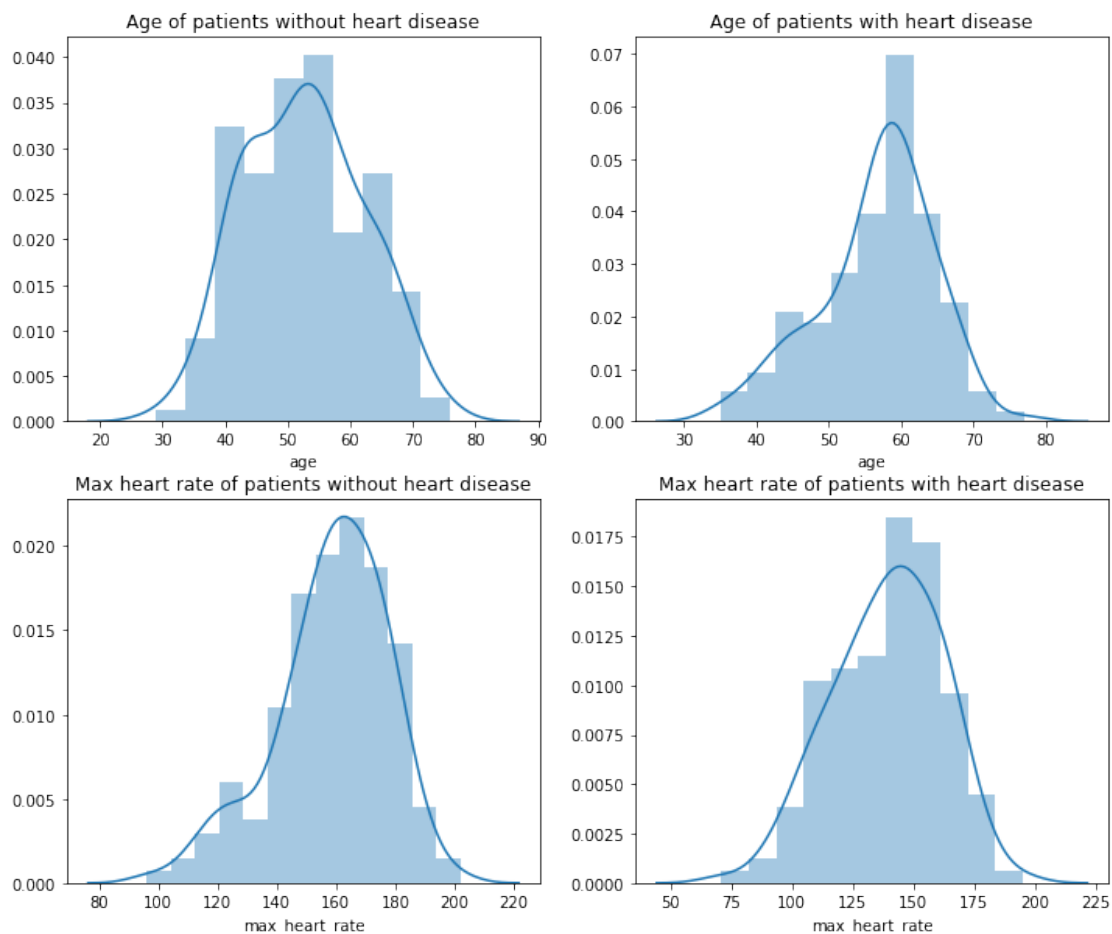 Age of patients without heart disease
0.040
0.035
0.030
0.025
0.020
0.015
0.010
0.005
0.000
20 30 40 50 60 70 80 90
age
Age of patients with heart disease
0.07
0.06
0.05
0.04
0.03
0.02
0.01
0.00
30 40 50 60 70 80
age
Max heart rate of patients without heart disease
0.020
0.015
0.010
0.005
0.000
80 100 120 140 160 180 200 220
max_heart_rate
Max heart rate of patients with heart disease
0.0175
0.0150
0.0125
0.0100
0.0075
0.0050
0.0025
0.0000
50 75 100 125 150 175 200 225
max_heart_rate